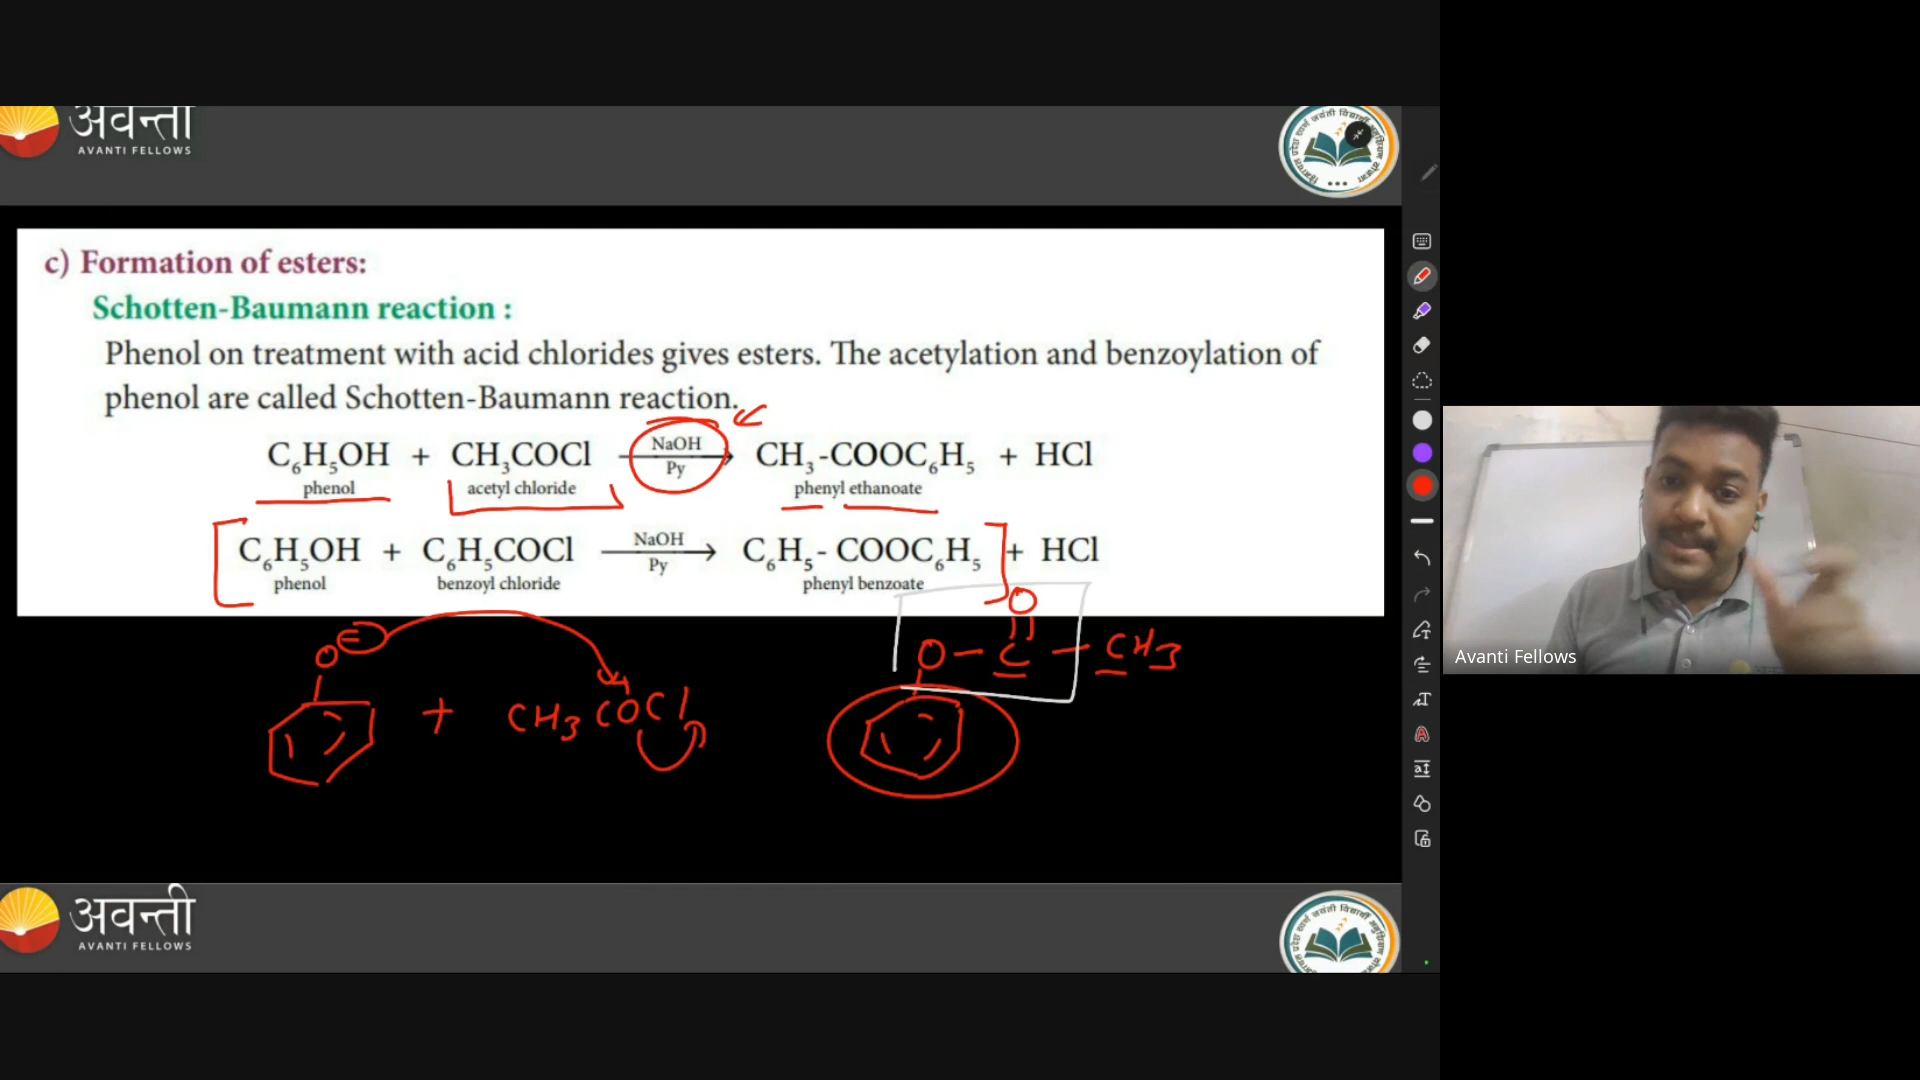 अवन्ती
AVANTI FELLOWS
c) Formation of esters:
Schotten-Baumann reaction :
Phenol on treatment with acid chlorides gives esters. The acetylation and benzoylation of
phenol are called Schotten-Baumann reaction.
C₆H₅OH + CH₃COCl NaOH Py → CH₃-COOC₆H₅ + HCl
phenol acetyl chloride phenyl ethanoate
C₆H₅OH + C₆H₅COCl NaOH Py → C₆H₅- COOC₆H₅ + HCl
phenol benzoyl chloride phenyl benzoate
O
O⊖ O-C-CH3
+ CH3COCl
Avanti Fellows
अवन्ती
AVANTI FELLOWS